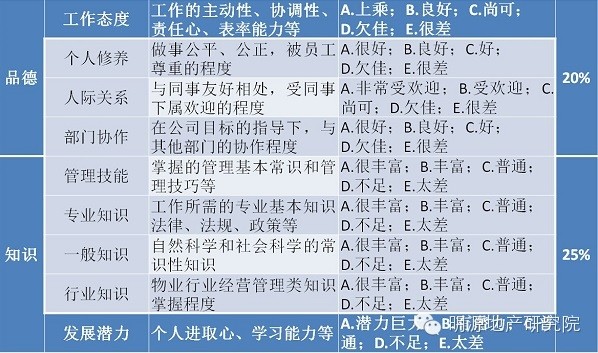 工作态度
工作的主动性、协调性、
责任心、表率能力等
A.上乘；B.良好；C.尚可；
D.欠佳；E.很差
品德
个人修养
做事公平、公正，被员工
尊重的程度
A.很好；B.良好；C.好；
D.欠佳；E.很差
20%
人际关系
与同事友好相处，受同事
下属欢迎的程度
A.非常受欢迎；B.受欢迎；C.
尚可；D.欠佳；E.很差
部门协作
在公司目标的指导下，与
其他部门的协作程度
A.很好；B.良好；C.好；
D.欠佳；E.很差
知识
管理技能
掌握的管理基本常识和管
理技巧等
A.很丰富；B.丰富；C.普通；
D.不足；E.太差
25%
专业知识
工作所需的专业基本知识
法律、法规、政策等
A.很丰富；B.丰富；C.普通；
D.不足；E.太差
一般知识
自然科学和社会科学的常
识性知识
A.很丰富；B.丰富；C.普通；
D.不足；E.太差
行业知识
物业行业经营管理类知识
掌握程度
A.很丰富；B.丰富；C.普通；
D.不足；E.太差
发展潜力
个人进取心、学习能力等
A.潜力巨大；B.
通；D.不足；E.太差
明源地产研究院